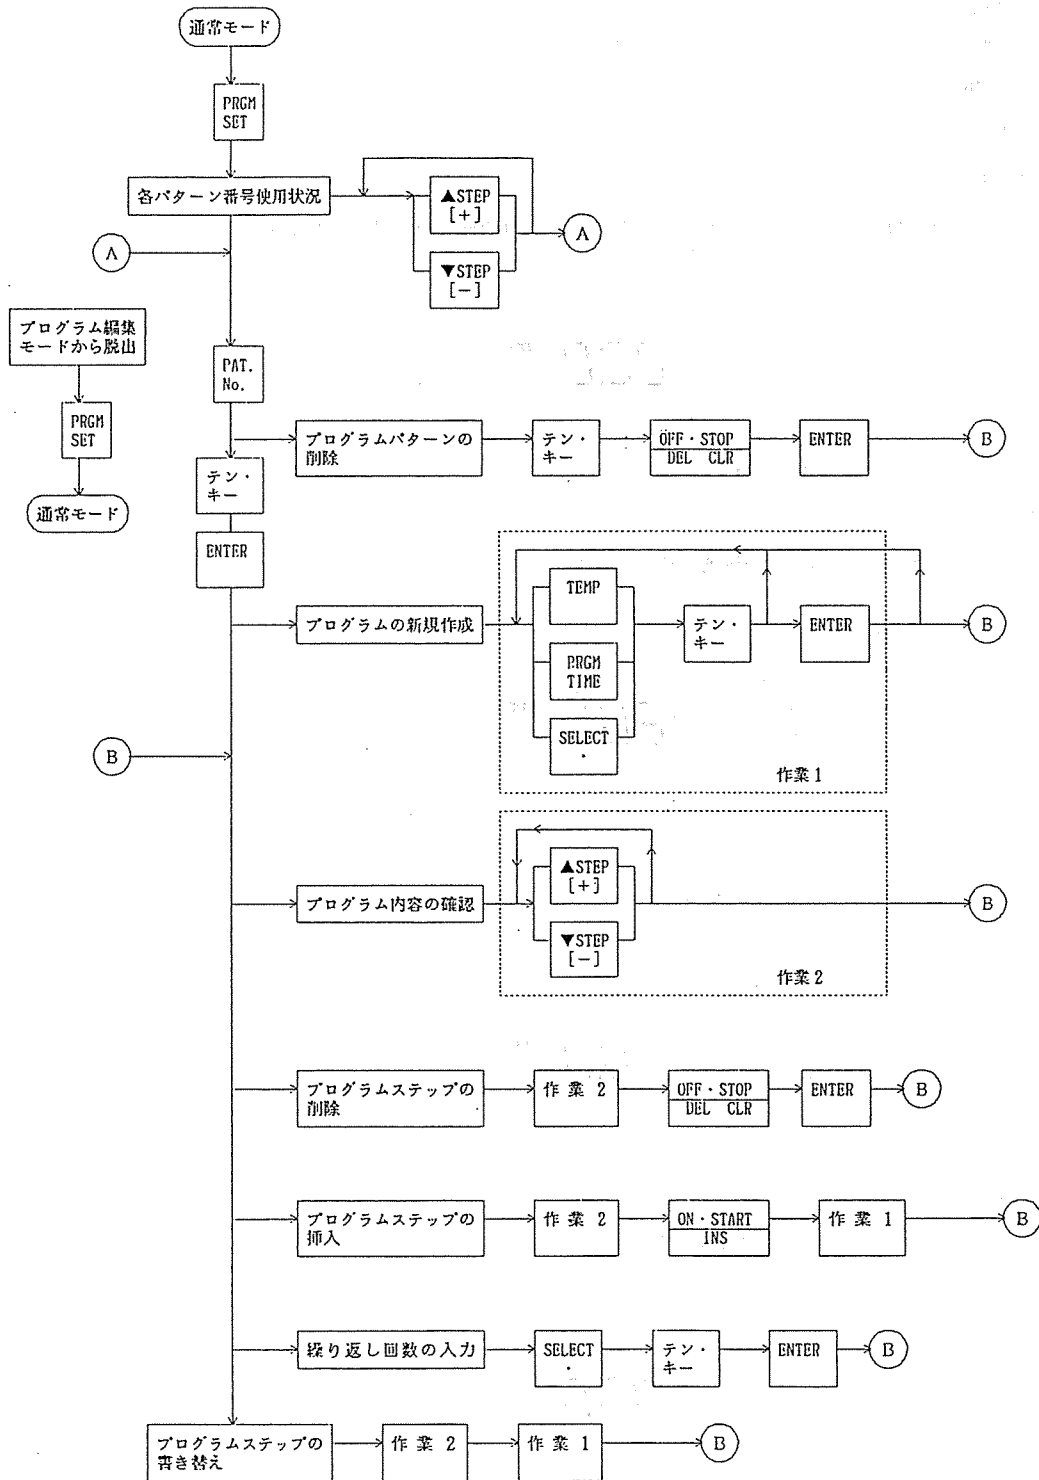 通常モード
PRGM
SET
各パターン番号使用状況
▲STEP
[+]
▼STEP
[-]
A
A
プログラム編集
モードから脱出
PRGM
SET
通常モード
PAT.
No.
プログラムパターンの
削除
テン・
キー
OFF・STOP
DEL CLR
ENTER
B
テン・
キー
ENTER
プログラムの新規作成
TEMP
PRGM
TIME
SELECT
・
テン・
キー
ENTER
B
作業1
B
プログラム内容の確認
▲STEP
[+]
▼STEP
[-]
B
作業2
プログラムステップの
削除
作業2
OFF・STOP
DEL CLR
ENTER
B
プログラムステップの
挿入
作業2
ON・START
INS
作業1
B
繰り返し回数の入力
SELECT
・
テン・
キー
ENTER
B
プログラムステップの
書き替え
作業2
作業1
B